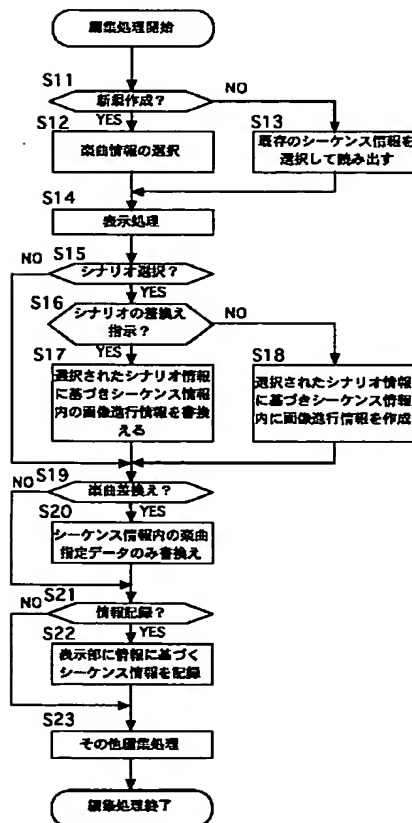 編集処理開始
S11
新規作成?
NO
YES
S12
楽曲情報の選択
S13
既存のシーケンス情報を
選択して読み出す
S14
表示処理
S15
NO
シナリオ選択?
YES
S16
シナリオの差換え
指示?
NO
YES
S17
選択されたシナリオ情報
に基づきシーケンス情報
内の画像進行情報を書換
える
S18
選択されたシナリオ情報
に基づきシーケンス情報
内に画像進行情報を作成
S19
NO
楽曲差換え?
YES
S20
シーケンス情報内の楽曲
指定データのみ書換え
S21
NO
情報記録?
YES
S22
表示部に情報に基づく
シーケンス情報を記録
S23
その他編集処理
編集処理終了